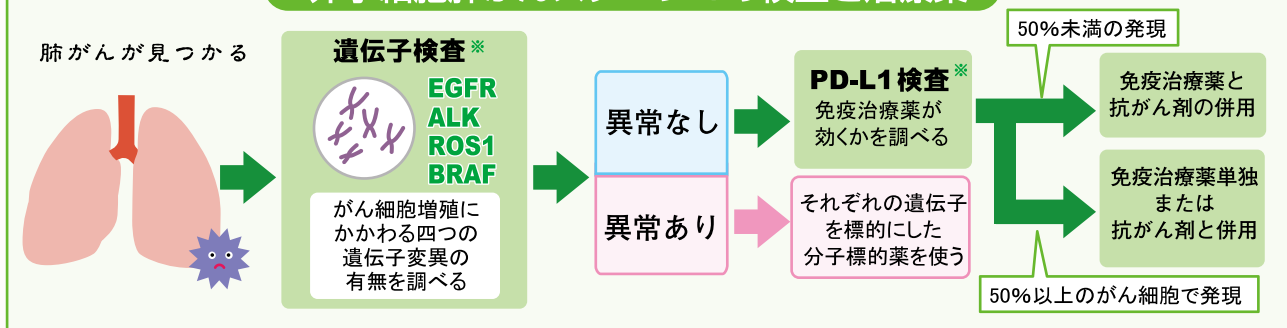 肺がんが見つかる
遺伝子検査※
EGFR
ALK
ROS1
BRAF
がん細胞増殖に
かかわる四つの
遺伝子変異の
有無を調べる
異常なし
異常あり
PD-L1検査※
免疫治療薬が
効くかを調べる
それぞれの遺伝子
を標的にした
分子標的薬を使う
50%未満の発現
免疫治療薬と
抗がん剤の併用
免疫治療薬単独
または
抗がん剤と併用
50%以上のがん細胞で発現